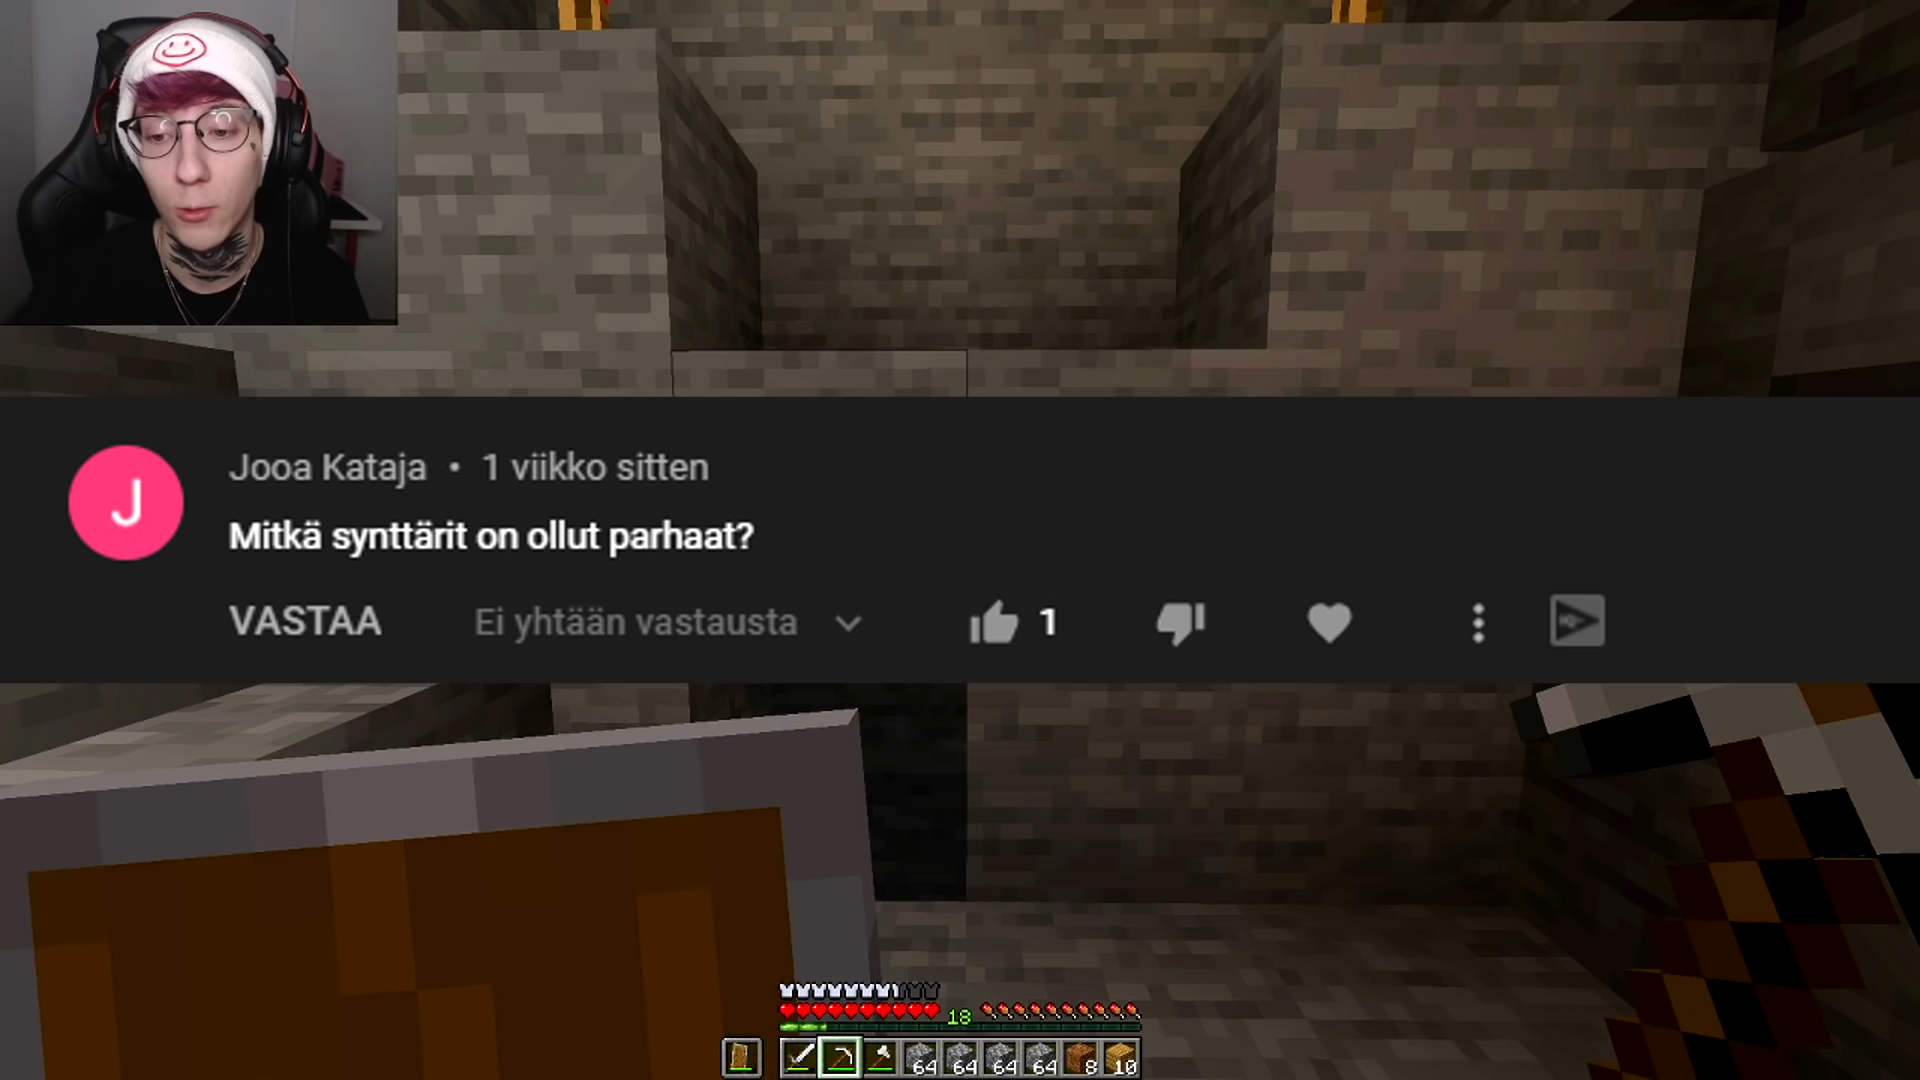 J
Jooa Kataja • 1 viikko sitten
Mitkä synttärit on ollut parhaat?
VASTAA Ei yhtään vastausta 1
18
64 64 64 64 8 10